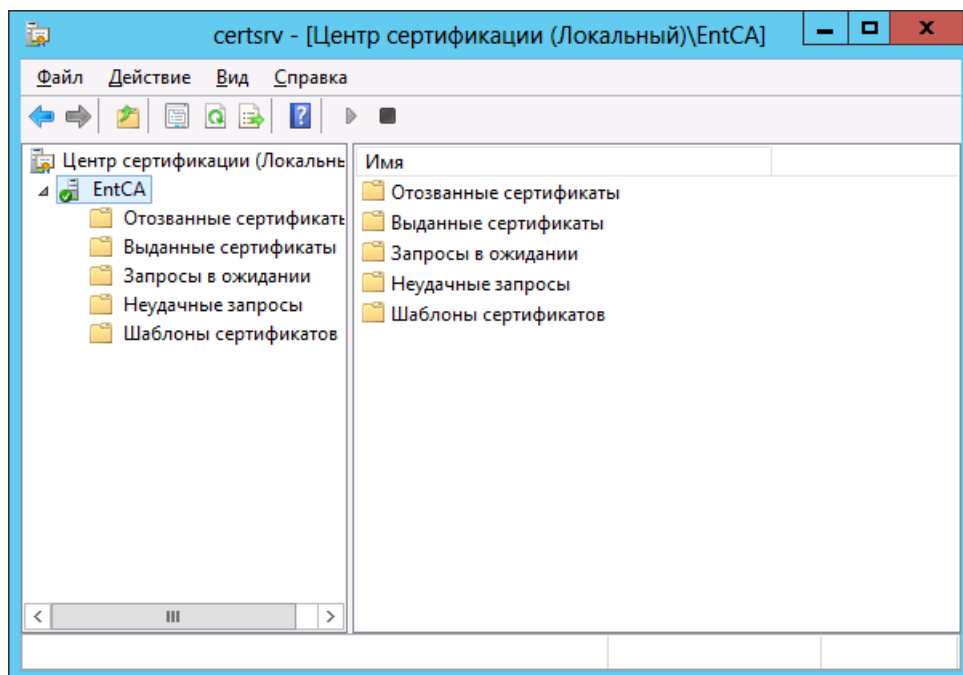 certsrv - [Центр сертификации (Локальный)\EntCA]
Файл Действие Вид Справка
Центр сертификации (Локальнь
EntCA
Отозванные сертификать
Выданные сертификаты
Запросы в ожидании
Неудачные запросы
Шаблоны сертификатов
Имя
Отозванные сертификаты
Выданные сертификаты
Запросы в ожидании
Неудачные запросы
Шаблоны сертификатов